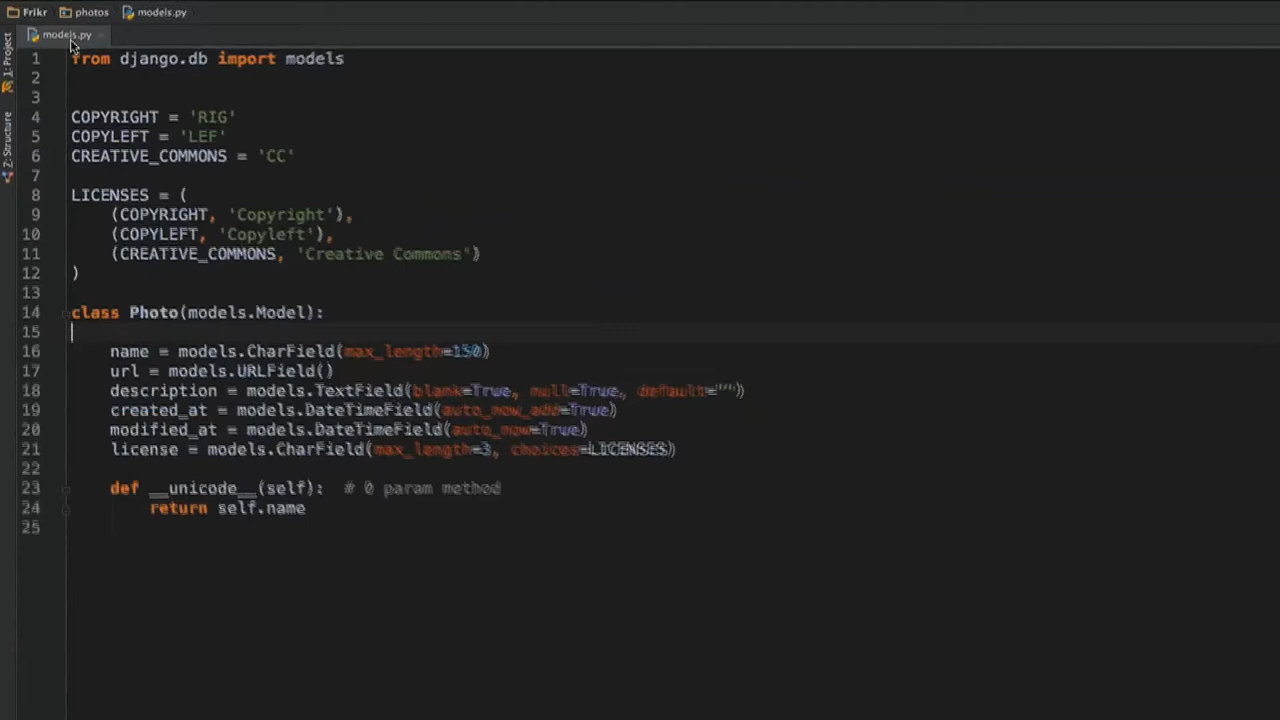 Frikr photos models.py
models.py
1: Project
Z: Structure
1 from django.db import models
2
3
4 COPYRIGHT = 'RIG'
5 COPYLEFT = 'LEF'
6 CREATIVE_COMMONS = 'CC'
7
8 LICENSES = (
9     (COPYRIGHT, 'Copyright'),
10     (COPYLEFT, 'Copyleft'),
11     (CREATIVE_COMMONS, 'Creative Commons')
12 )
13
14 class Photo(models.Model):
15
16     name = models.CharField(max_length=150)
17     url = models.URLField()
18     description = models.TextField(blank=True, null=True, default="")
19     created_at = models.DateTimeField(auto_now_add=True)
20     modified_at = models.DateTimeField(auto_now=True)
21     license = models.CharField(max_length=3, choices=LICENSES)
22
23     def __unicode__(self):  # 0 param method
24         return self.name
25